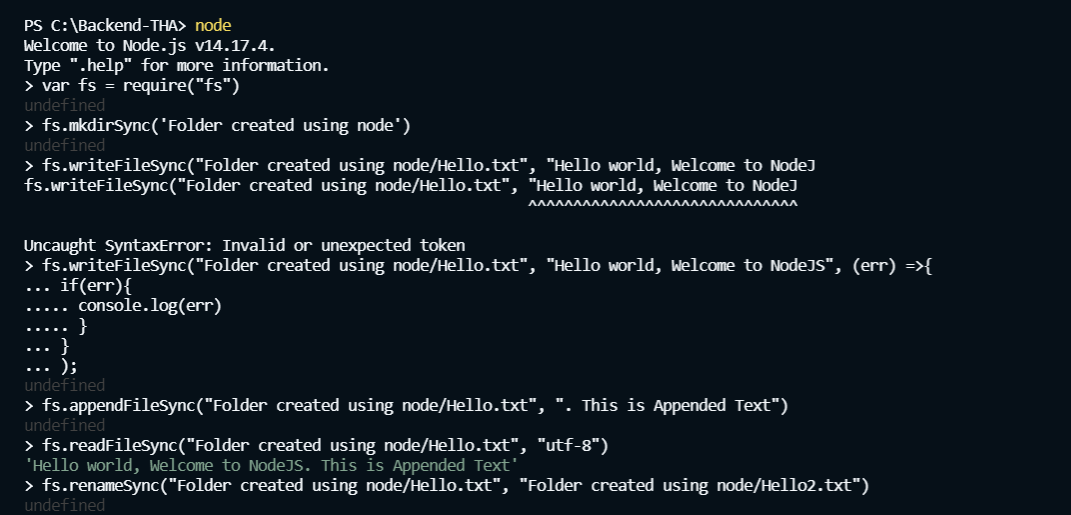 PS C:\Backend-THA> node
Welcome to Node.js v14.17.4.
Type ".help" for more information.
> var fs = require("fs")
undefined
> fs.mkdirSync('Folder created using node')
undefined
> fs.writeFileSync("Folder created using node/Hello.txt", "Hello world, Welcome to NodeJ
fs.writeFileSync("Folder created using node/Hello.txt", "Hello world, Welcome to NodeJ
                                                        ^^^^^^^^^^^^^^^^^^^^^^^^^^^^^^
Uncaught SyntaxError: Invalid or unexpected token
> fs.writeFileSync("Folder created using node/Hello.txt", "Hello world, Welcome to NodeJS", (err) =>{
... if(err){
..... console.log(err)
..... }
... }
... );
undefined
> fs.appendFileSync("Folder created using node/Hello.txt", ". This is Appended Text")
undefined
> fs.readFileSync("Folder created using node/Hello.txt", "utf-8")
'Hello world, Welcome to NodeJS. This is Appended Text'
> fs.renameSync("Folder created using node/Hello.txt", "Folder created using node/Hello2.txt")
undefined